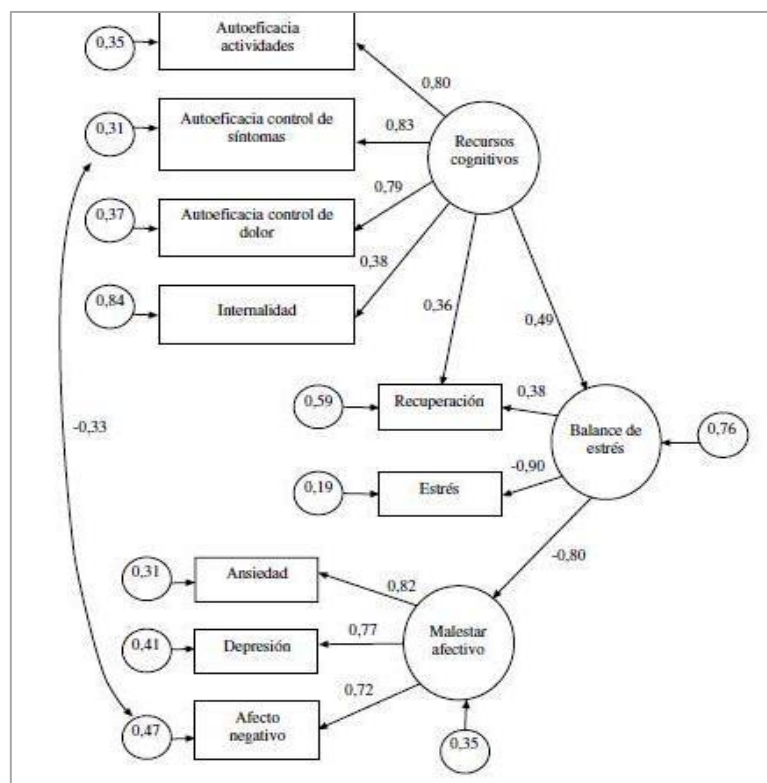 0,35
Autoeficacia
actividades
0,80
0,31
Autoeficacia control de
síntomas
0,83
Recursos
cognitivos
0,79
0,37
Autoeficacia control de
dolor
0,38
0,84
Internalidad
0,36
0,49
-0,33
0,59
Recuperación
0,38
Balance de
estrés
0,76
-0,90
0,19
Estrés
-0,80
0,31
Ansiedad
0,82
0,41
Depresión
0,77
Malestar
afectivo
0,72
0,47
Afecto
negativo
0,35